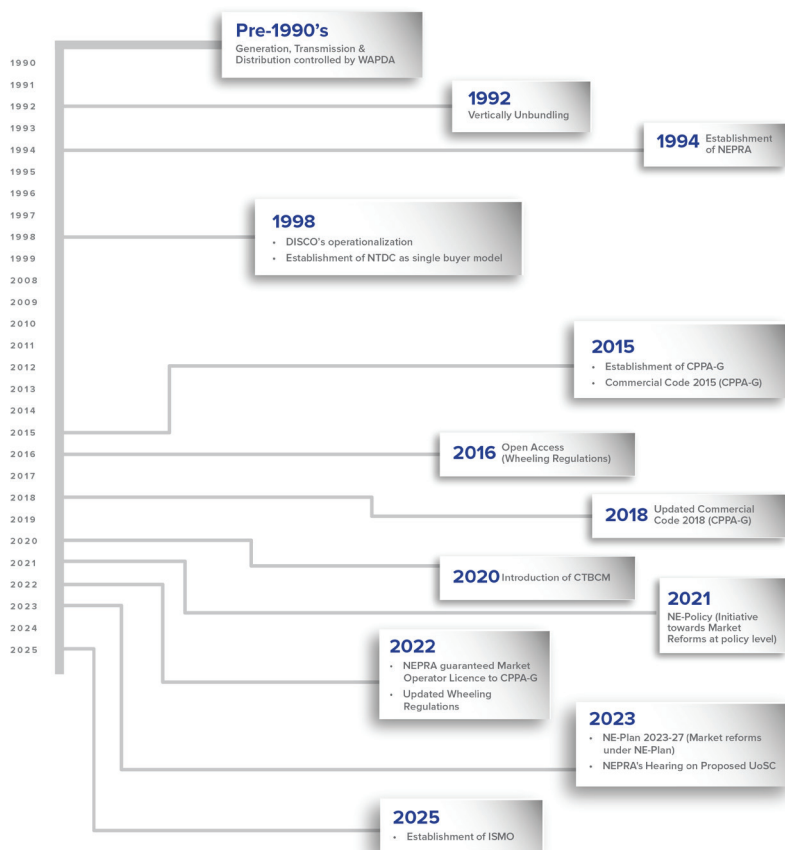 Pre-1990's
Generation, Transmission &
Distribution controlled by WAPDA
1990
1991
1992
1993
1994
1995
1996
1997
1998
1999
2008
2009
2010
2011
2012
2013
2014
2015
2016
2017
2018
2019
2020
2021
2022
2023
2024
2025
1992
Vertically Unbundling
1994 Establishment
of NEPRA
1998
• DISCO's operationalization
• Establishment of NTDC as single buyer model
2015
• Establishment of CPPA-G
• Commercial Code 2015 (CPPA-G)
2016 Open Access
(Wheeling Regulations)
2018 Updated Commercial
Code 2018 (CPPA-G)
2020 Introduction of CTBCM
2021
NE-Policy (Initiative
towards Market
Reforms at policy level)
2022
• NEPRA guaranteed Market
Operator Licence to CPPA-G
• Updated Wheeling
Regulations
2023
• NE-Plan 2023-27 (Market reforms
under NE-Plan)
• NEPRA's Hearing on Proposed UoSC
2025
• Establishment of ISMO